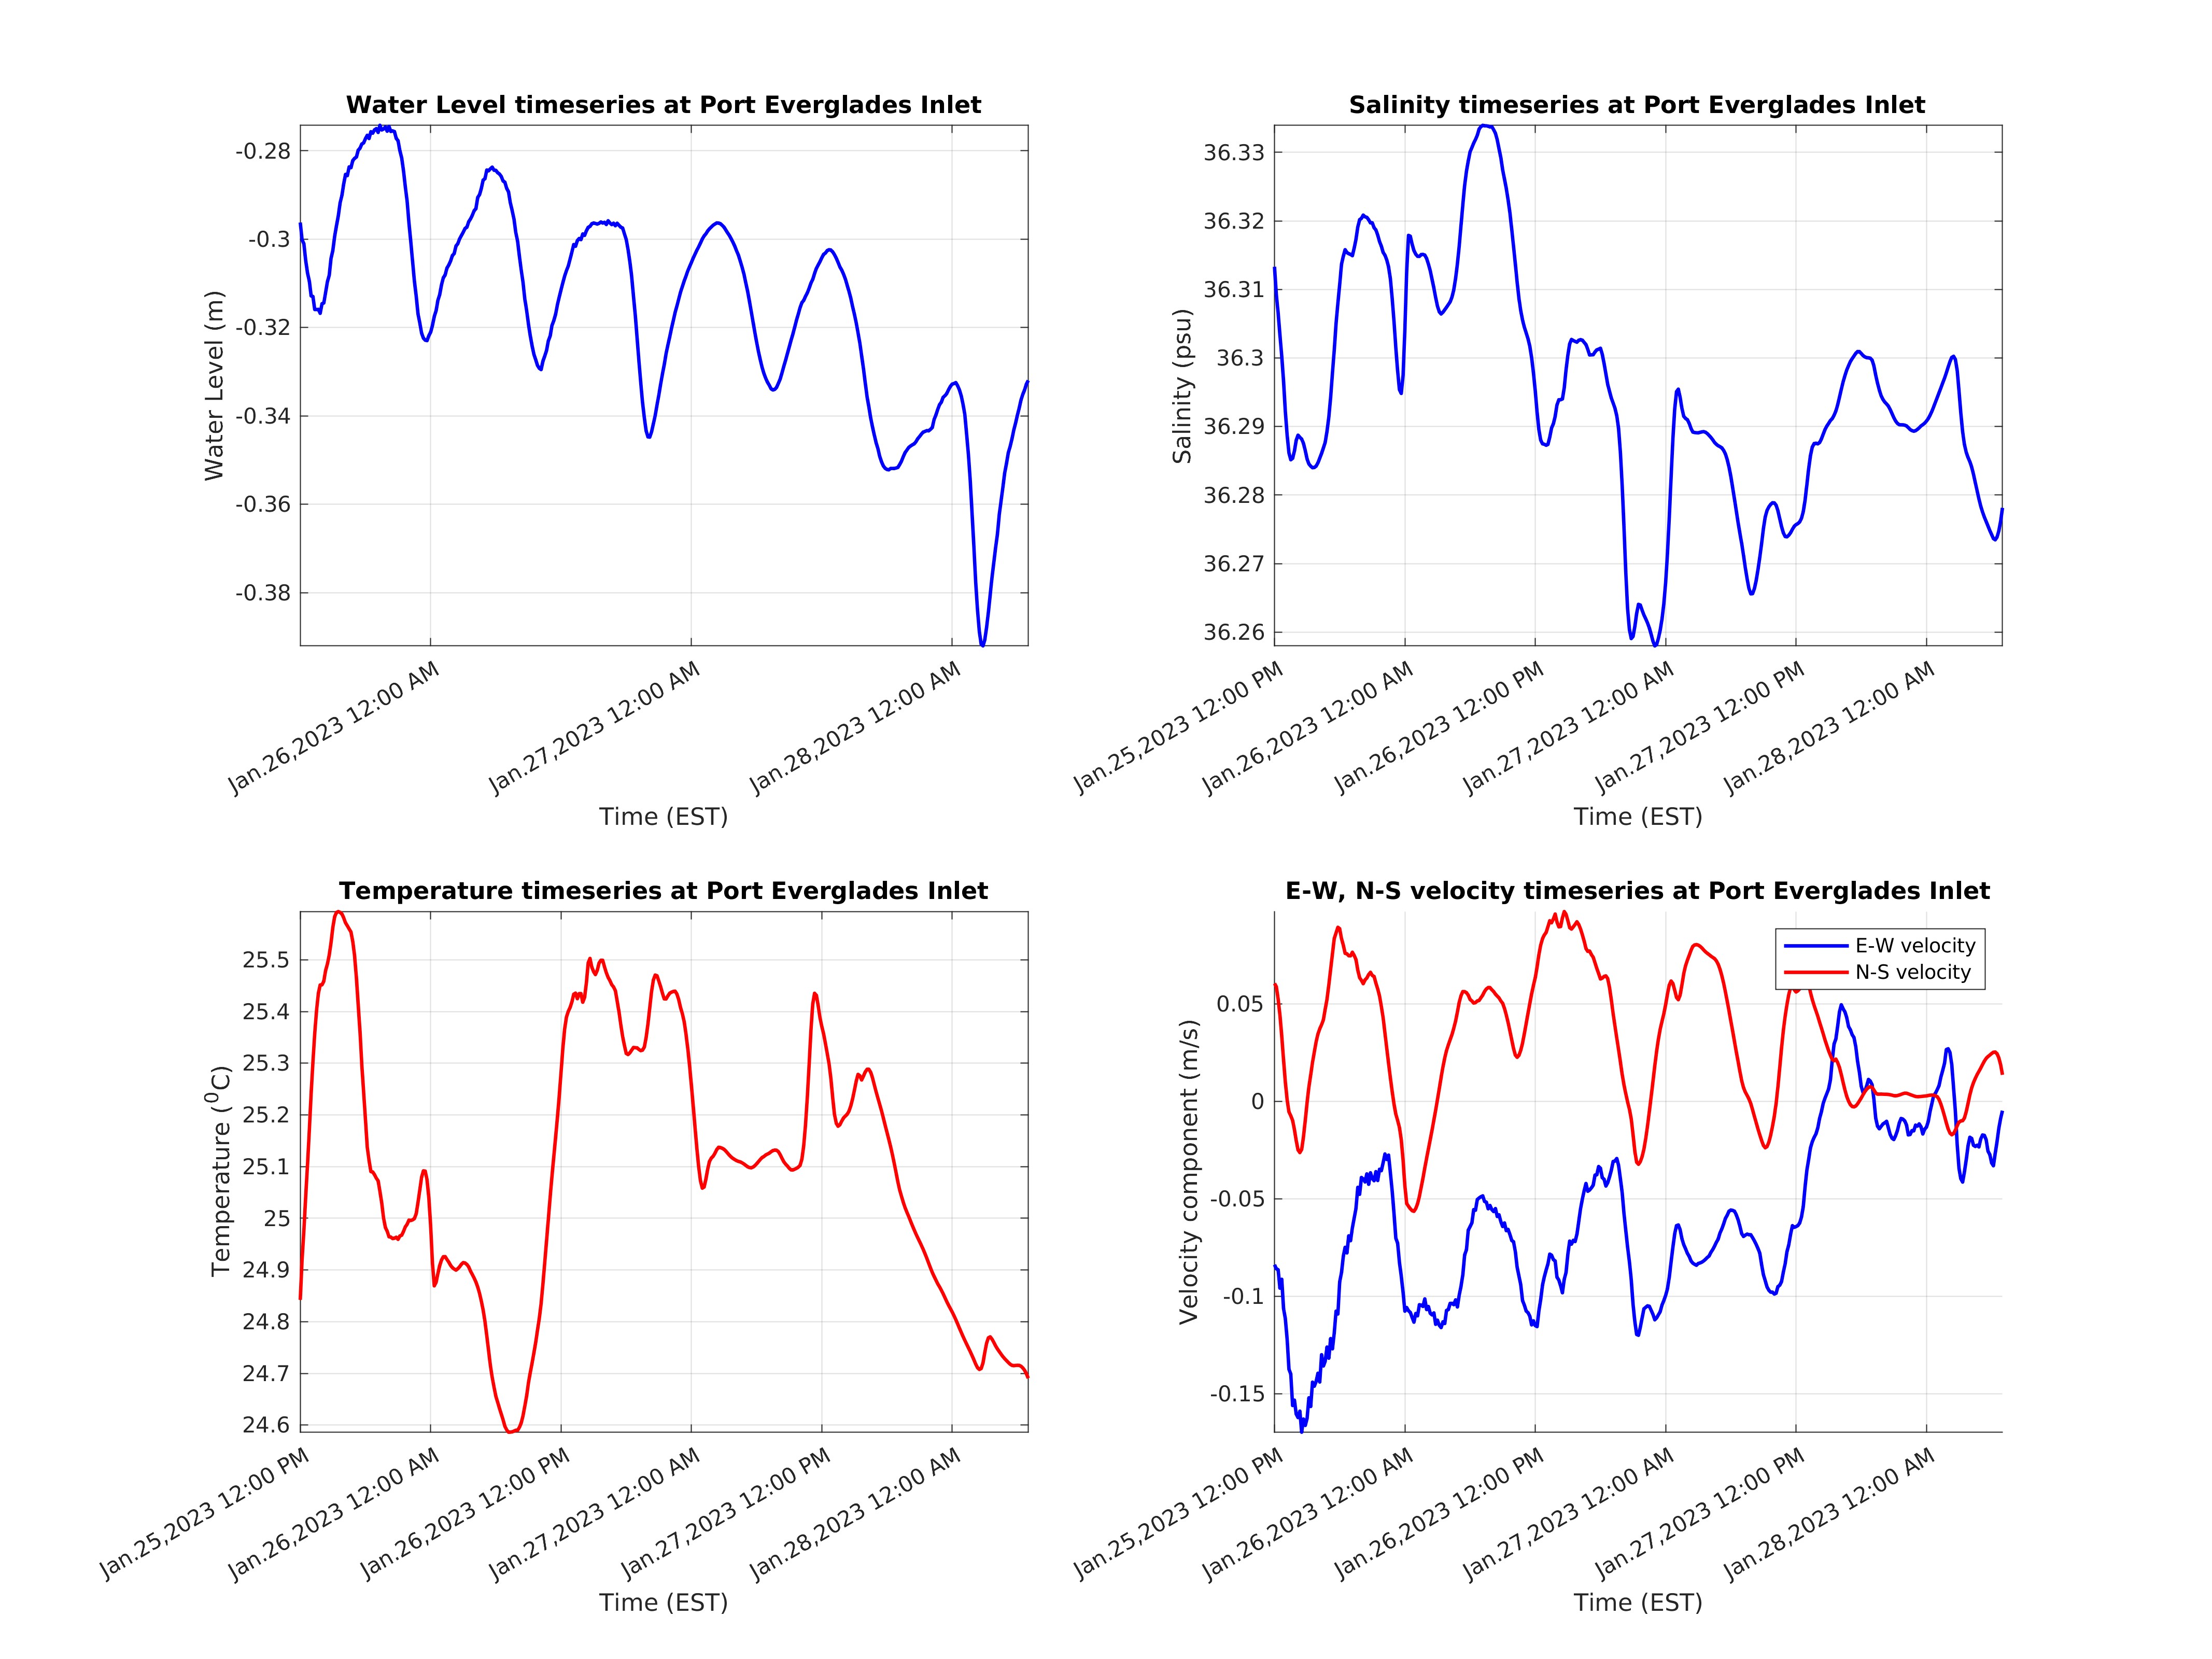 Water Level timeseries at Port Everglades Inlet
Water Level (m)
-0.28
-0.3
-0.32
-0.34
-0.36
-0.38
Jan.26,2023 12:00 AM
Jan.27,2023 12:00 AM
Jan.28,2023 12:00 AM
Time (EST)
Salinity timeseries at Port Everglades Inlet
Salinity (psu)
36.33
36.32
36.31
36.3
36.29
36.28
36.27
36.26
Jan.25,2023 12:00 PM
Jan.26,2023 12:00 AM
Jan.26,2023 12:00 PM
Jan.27,2023 12:00 AM
Jan.27,2023 12:00 PM
Jan.28,2023 12:00 AM
Time (EST)
Temperature timeseries at Port Everglades Inlet
Temperature (⁰C)
25.5
25.4
25.3
25.2
25.1
25
24.9
24.8
24.7
24.6
Jan.25,2023 12:00 PM
Jan.26,2023 12:00 AM
Jan.26,2023 12:00 PM
Jan.27,2023 12:00 AM
Jan.27,2023 12:00 PM
Jan.28,2023 12:00 AM
Time (EST)
E-W, N-S velocity timeseries at Port Everglades Inlet
E-W velocity
N-S velocity
Velocity component (m/s)
0.05
0
-0.05
-0.1
-0.15
Jan.25,2023 12:00 PM
Jan.26,2023 12:00 AM
Jan.26,2023 12:00 PM
Jan.27,2023 12:00 AM
Jan.27,2023 12:00 PM
Jan.28,2023 12:00 AM
Time (EST)